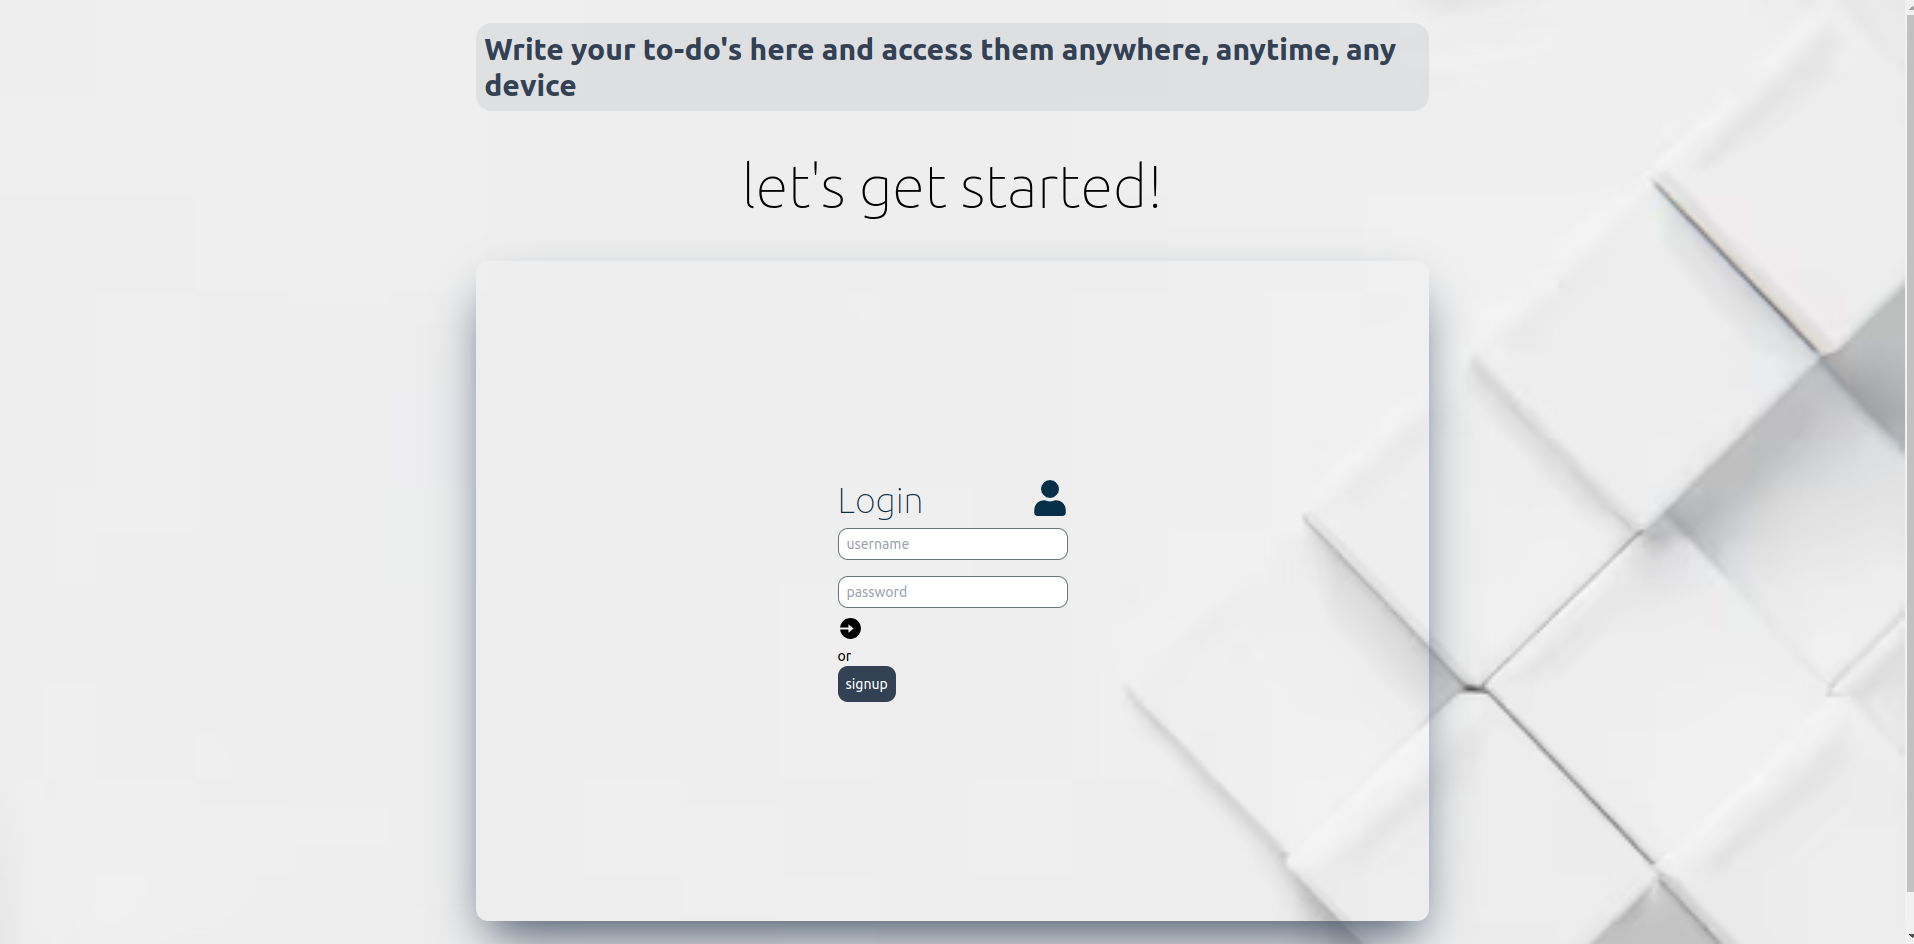 Write your to-do's here and access them anywhere, anytime, any
device
let's get started!
Login
username
password
or
signup